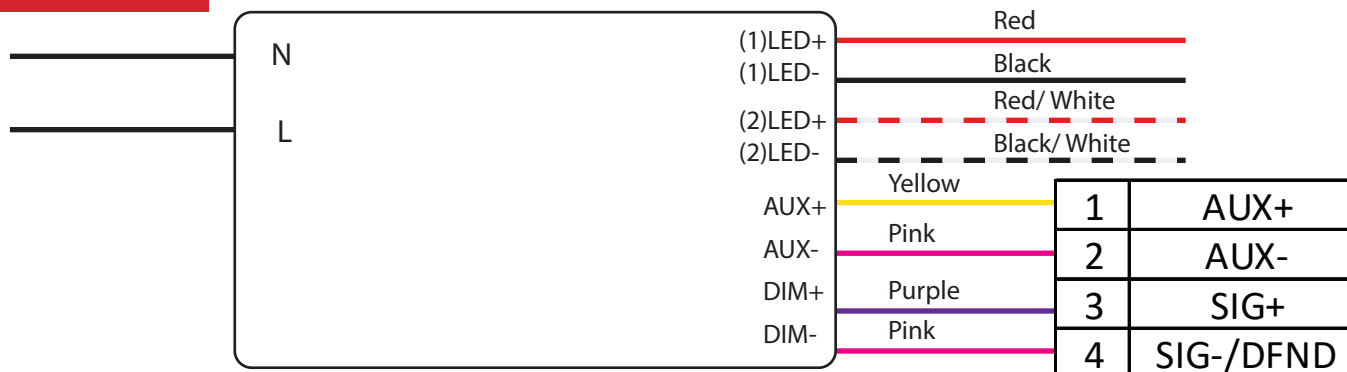 N
L
(1)LED+ Red
(1)LED- Black
(2)LED+ Red/ White
(2)LED- Black/ White
AUX+ Yellow 1 AUX+
AUX- Pink 2 AUX-
DIM+ Purple 3 SIG+
DIM- Pink 4 SIG-/DFND